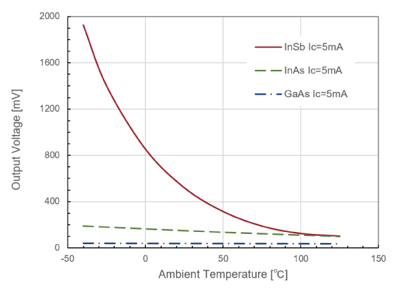 2000
1600
1200
800
400
0
-50
0
50
100
150
Output Voltage [mV]
Ambient Temperature [℃]
InSb Ic=5mA
InAs Ic=5mA
GaAs Ic=5mA